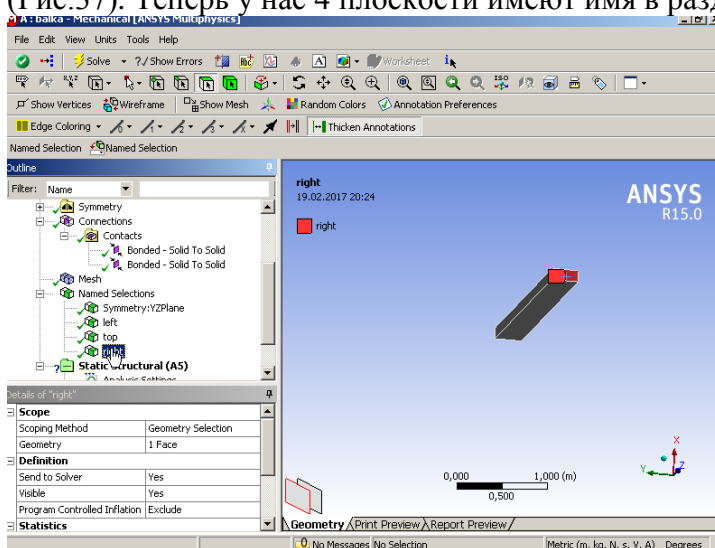 (Рис.37). Теперь у нас 4 плоскости имеют имя в разд
A : balka - Mechanical [ANSYS Multiphysics]
File Edit View Units Tools Help
Solve ?/ Show Errors A Worksheet
Show Vertices Wireframe Show Mesh Random Colors Annotation Preferences
Edge Coloring Thicken Annotations
Named Selection Named Selection
Outline
Filter: Name
Symmetry
Connections
Contacts
Bonded - Solid To Solid
Bonded - Solid To Solid
Mesh
Named Selections
Symmetry:YZPlane
left
top
right
Static Structural (A5)
Analysis Settings
Details of "right"
Scope
Scoping Method Geometry Selection
Geometry 1 Face
Definition
Send to Solver Yes
Visible Yes
Program Controlled Inflation Exclude
Statistics
right
19.02.2017 20:24
right
ANSYS
R15.0
0,000 1,000 (m)
0,500
X
Y Z
Geometry Print Preview Report Preview
No Messages No Selection Metric (m, kg, N, s, V, A) Degrees